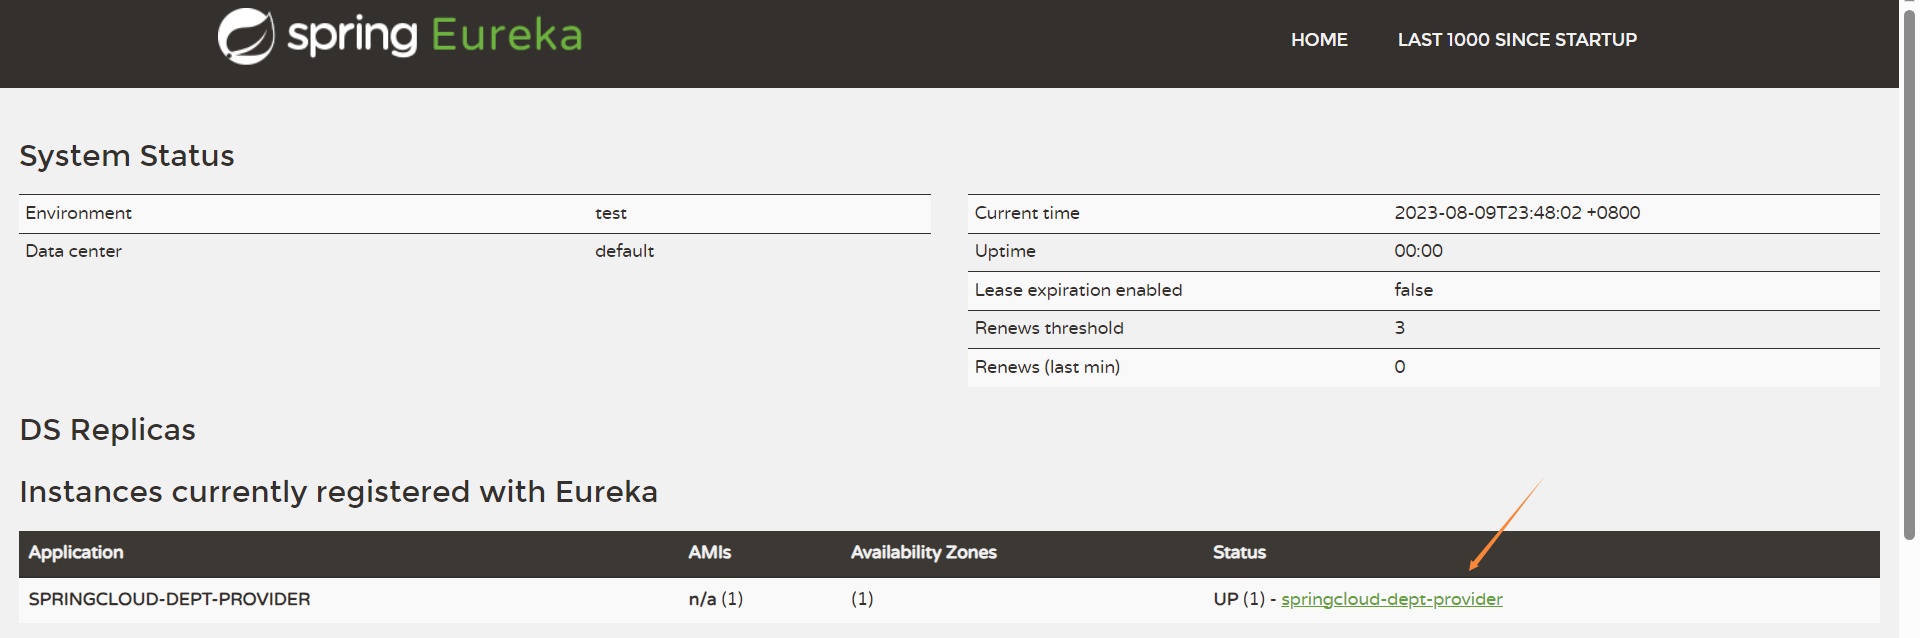 spring Eureka
HOME LAST 1000 SINCE STARTUP
System Status
Environment test
Data center default
Current time 2023-08-09T23:48:02 +0800
Uptime 00:00
Lease expiration enabled false
Renews threshold 3
Renews (last min) 0
DS Replicas
Instances currently registered with Eureka
Application AMIs Availability Zones Status
SPRINGCLOUD-DEPT-PROVIDER n/a (1) (1) UP (1) - springcloud-dept-provider